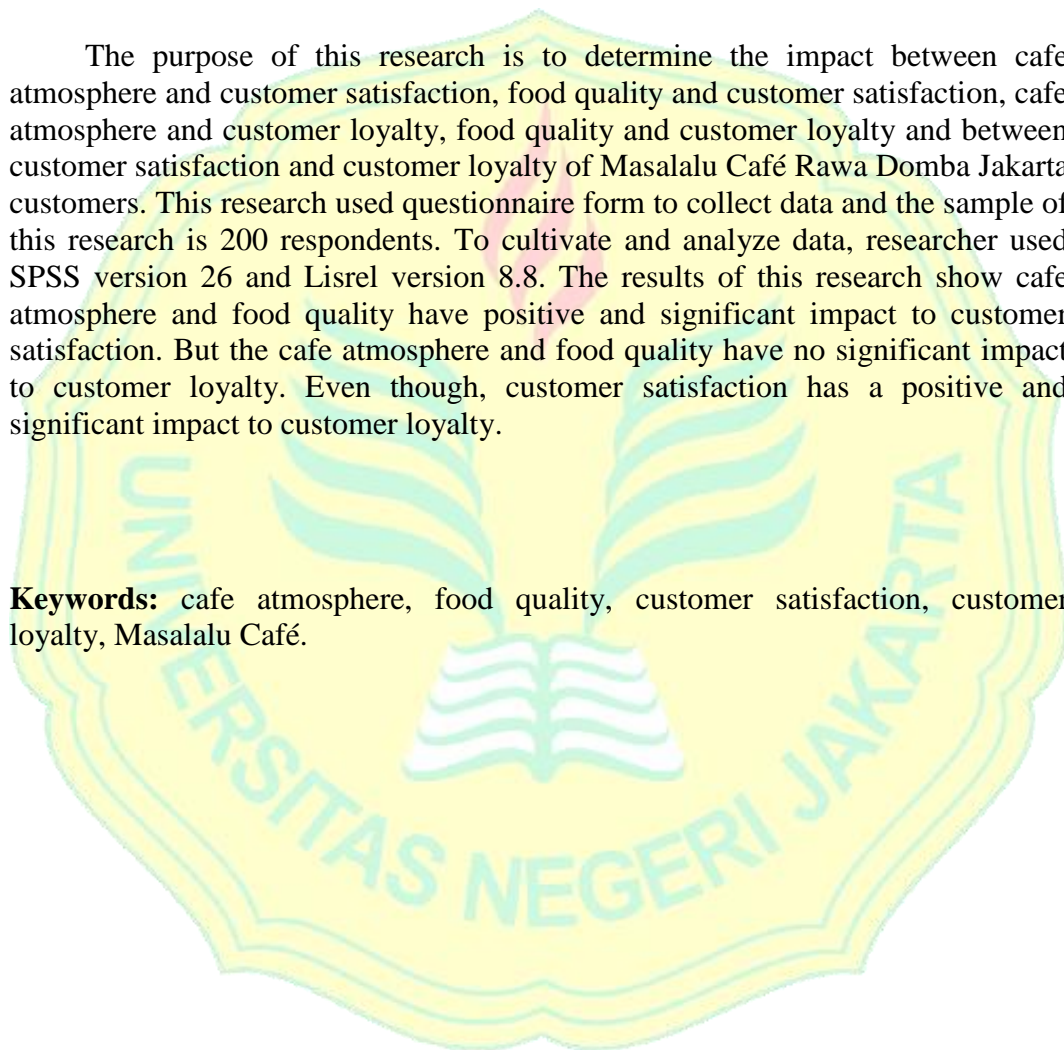 The purpose of this research is to determine the impact between cafe
atmosphere and customer satisfaction, food quality and customer satisfaction, cafe
atmosphere and customer loyalty, food quality and customer loyalty and between
customer satisfaction and customer loyalty of Masalalu Café Rawa Domba Jakarta
customers. This research used questionnaire form to collect data and the sample of
this research is 200 respondents. To cultivate and analyze data, researcher used
SPSS version 26 and Lisrel version 8.8. The results of this research show cafe
atmosphere and food quality have positive and significant impact to customer
satisfaction. But the cafe atmosphere and food quality have no significant impact
to customer loyalty. Even though, customer satisfaction has a positive and
significant impact to customer loyalty.
Keywords: cafe atmosphere, food quality, customer satisfaction, customer
loyalty, Masalalu Café.
UNIVERSITAS NEGERI JAKARTA